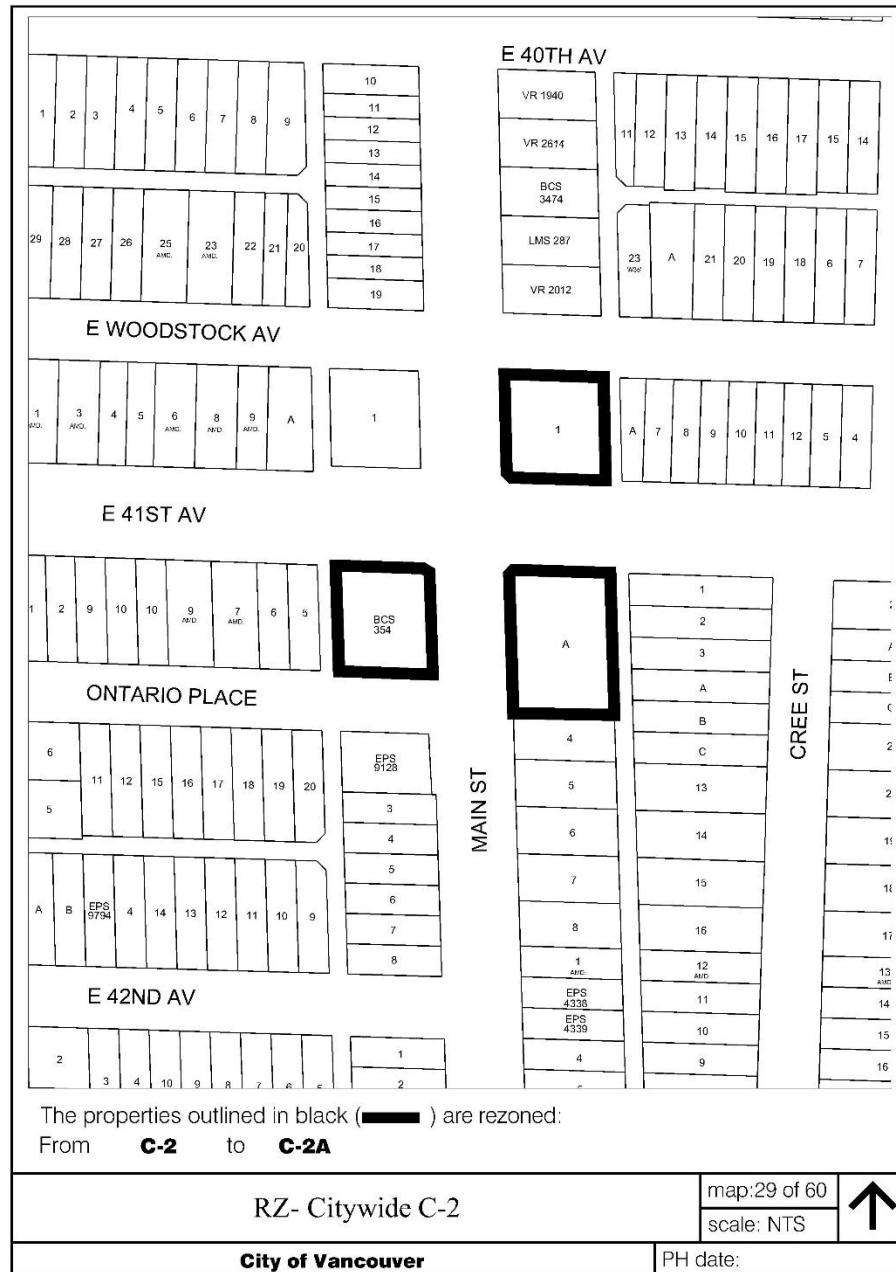 E 40TH AV
10
11
12
13
14
15
16
17
18
19
1 2 3 4 5 6 7 8 9
29 28 27 26 25 23 22 21 20
AMD. AMD.
VR 1940
VR 2614
BCS
3474
LMS 287
VR 2012
11 12 13 14 15 16 17 15 14
23 A 21 20 19 18 6 7
E WOODSTOCK AV
1 3 4 5 6 8 9 A
AMD. AMD. AMD. AMD. AMD.
1
1
A 7 8 9 10 11 12 5 4
E 41ST AV
1 2 9 10 10 9 7 6 5
AMD. AMD.
BCS
354
A
1
2
3
A
B
C
13
14
15
16
12
AMD.
11
10
9
ONTARIO PLACE
6
5
11 12 15 16 17 18 19 20
EPS
9128
3
4
5
6
7
8
MAIN ST
4
5
6
7
8
1
AMD.
EPS
4338
EPS
4339
4
CREE ST
A B EPS 4 14 13 12 11 10 9
9794
E 42ND AV
2
3 4 10 9 8 7 6
1
2
18
17
13
AMD.
14
15
16
The properties outlined in black ( ) are rezoned:
From C-2 to C-2A
RZ- Citywide C-2
map:29 of 60
scale: NTS
City of Vancouver
PH date: